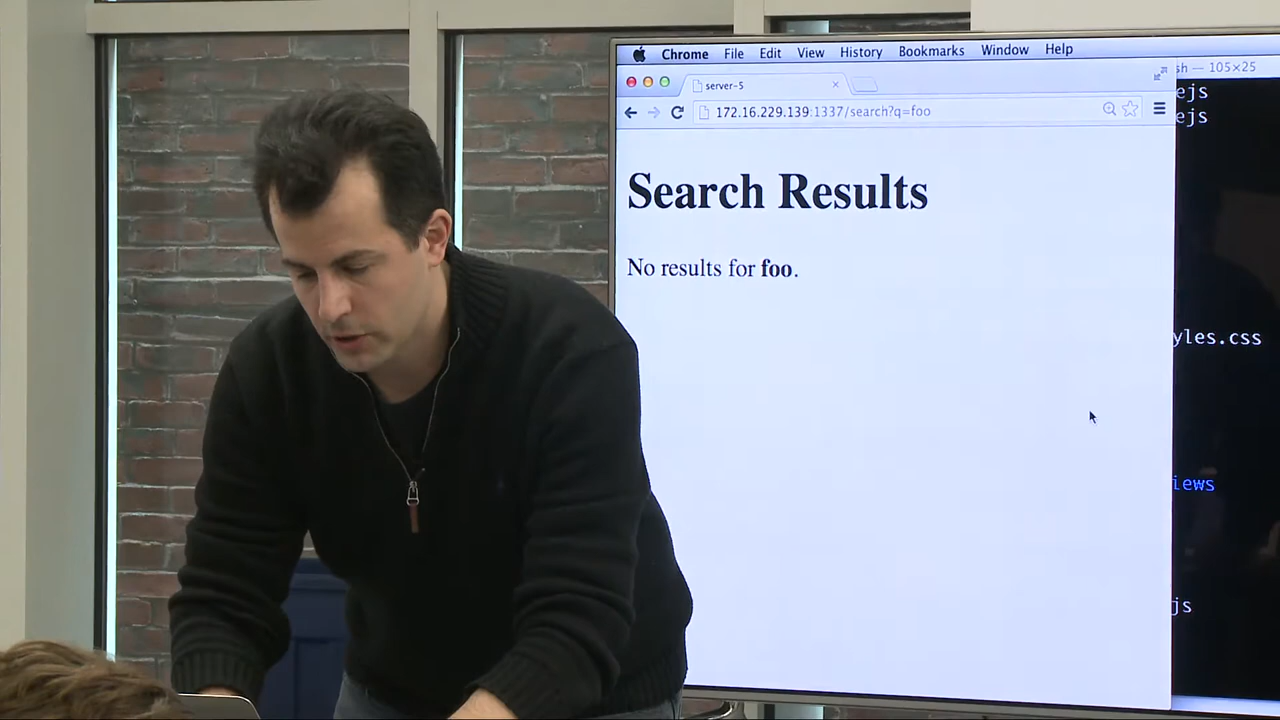 Chrome File Edit View History Bookmarks Window Help
sh — 105×25
server-5
172.16.229.139:1337/search?q=foo
ejs
ejs
Search Results
No results for foo.
yles.css
iews
js